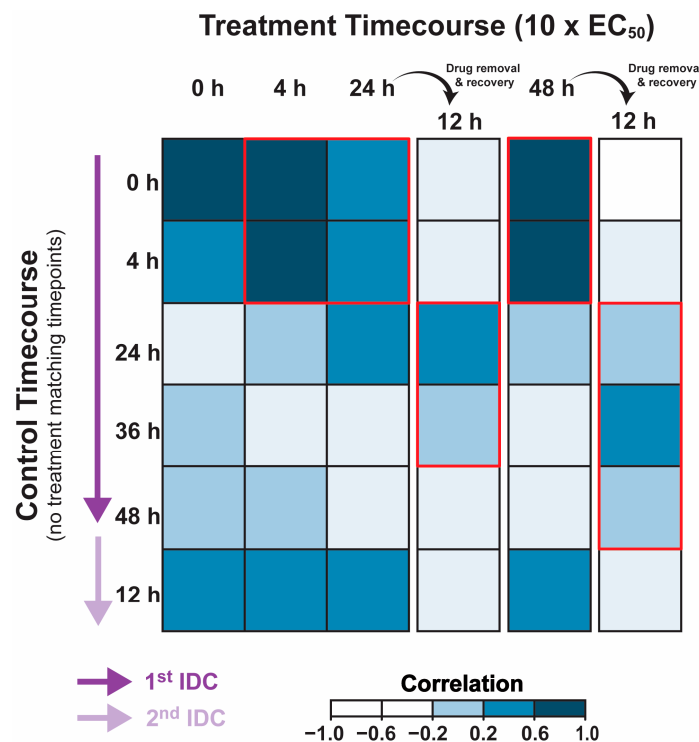 Treatment Timecourse (10 x EC50)
0 h 4 h 24 h Drug removal & recovery 48 h Drug removal & recovery
12 h 12 h
Control Timecourse
(no treatment matching timepoints)
0 h
4 h
24 h
36 h
48 h
12 h
1st IDC
2nd IDC
Correlation
−1.0 −0.6 −0.2 0.2 0.6 1.0